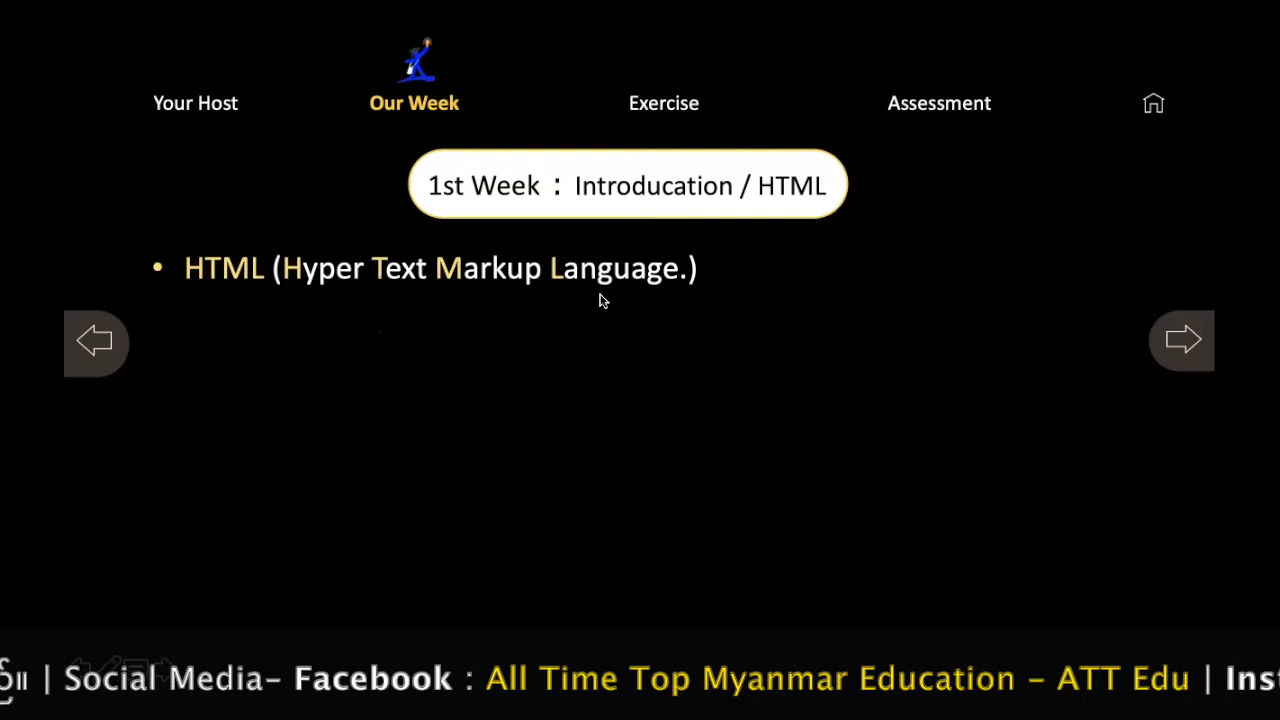 Your Host
Our Week
Exercise
Assessment
1st Week : Introducation / HTML
• HTML (Hyper Text Markup Language.)
| Social Media- Facebook : All Time Top Myanmar Education - ATT Edu |